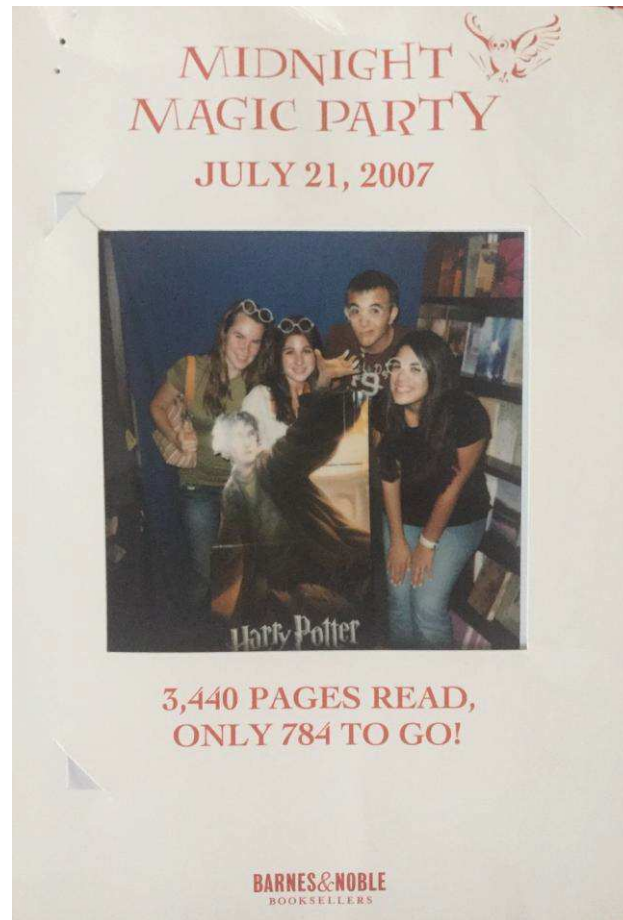 MIDNIGHT
MAGIC PARTY
JULY 21, 2007
Harry Potter
3,440 PAGES READ,
ONLY 784 TO GO!
BARNES&NOBLE
BOOKSELLERS